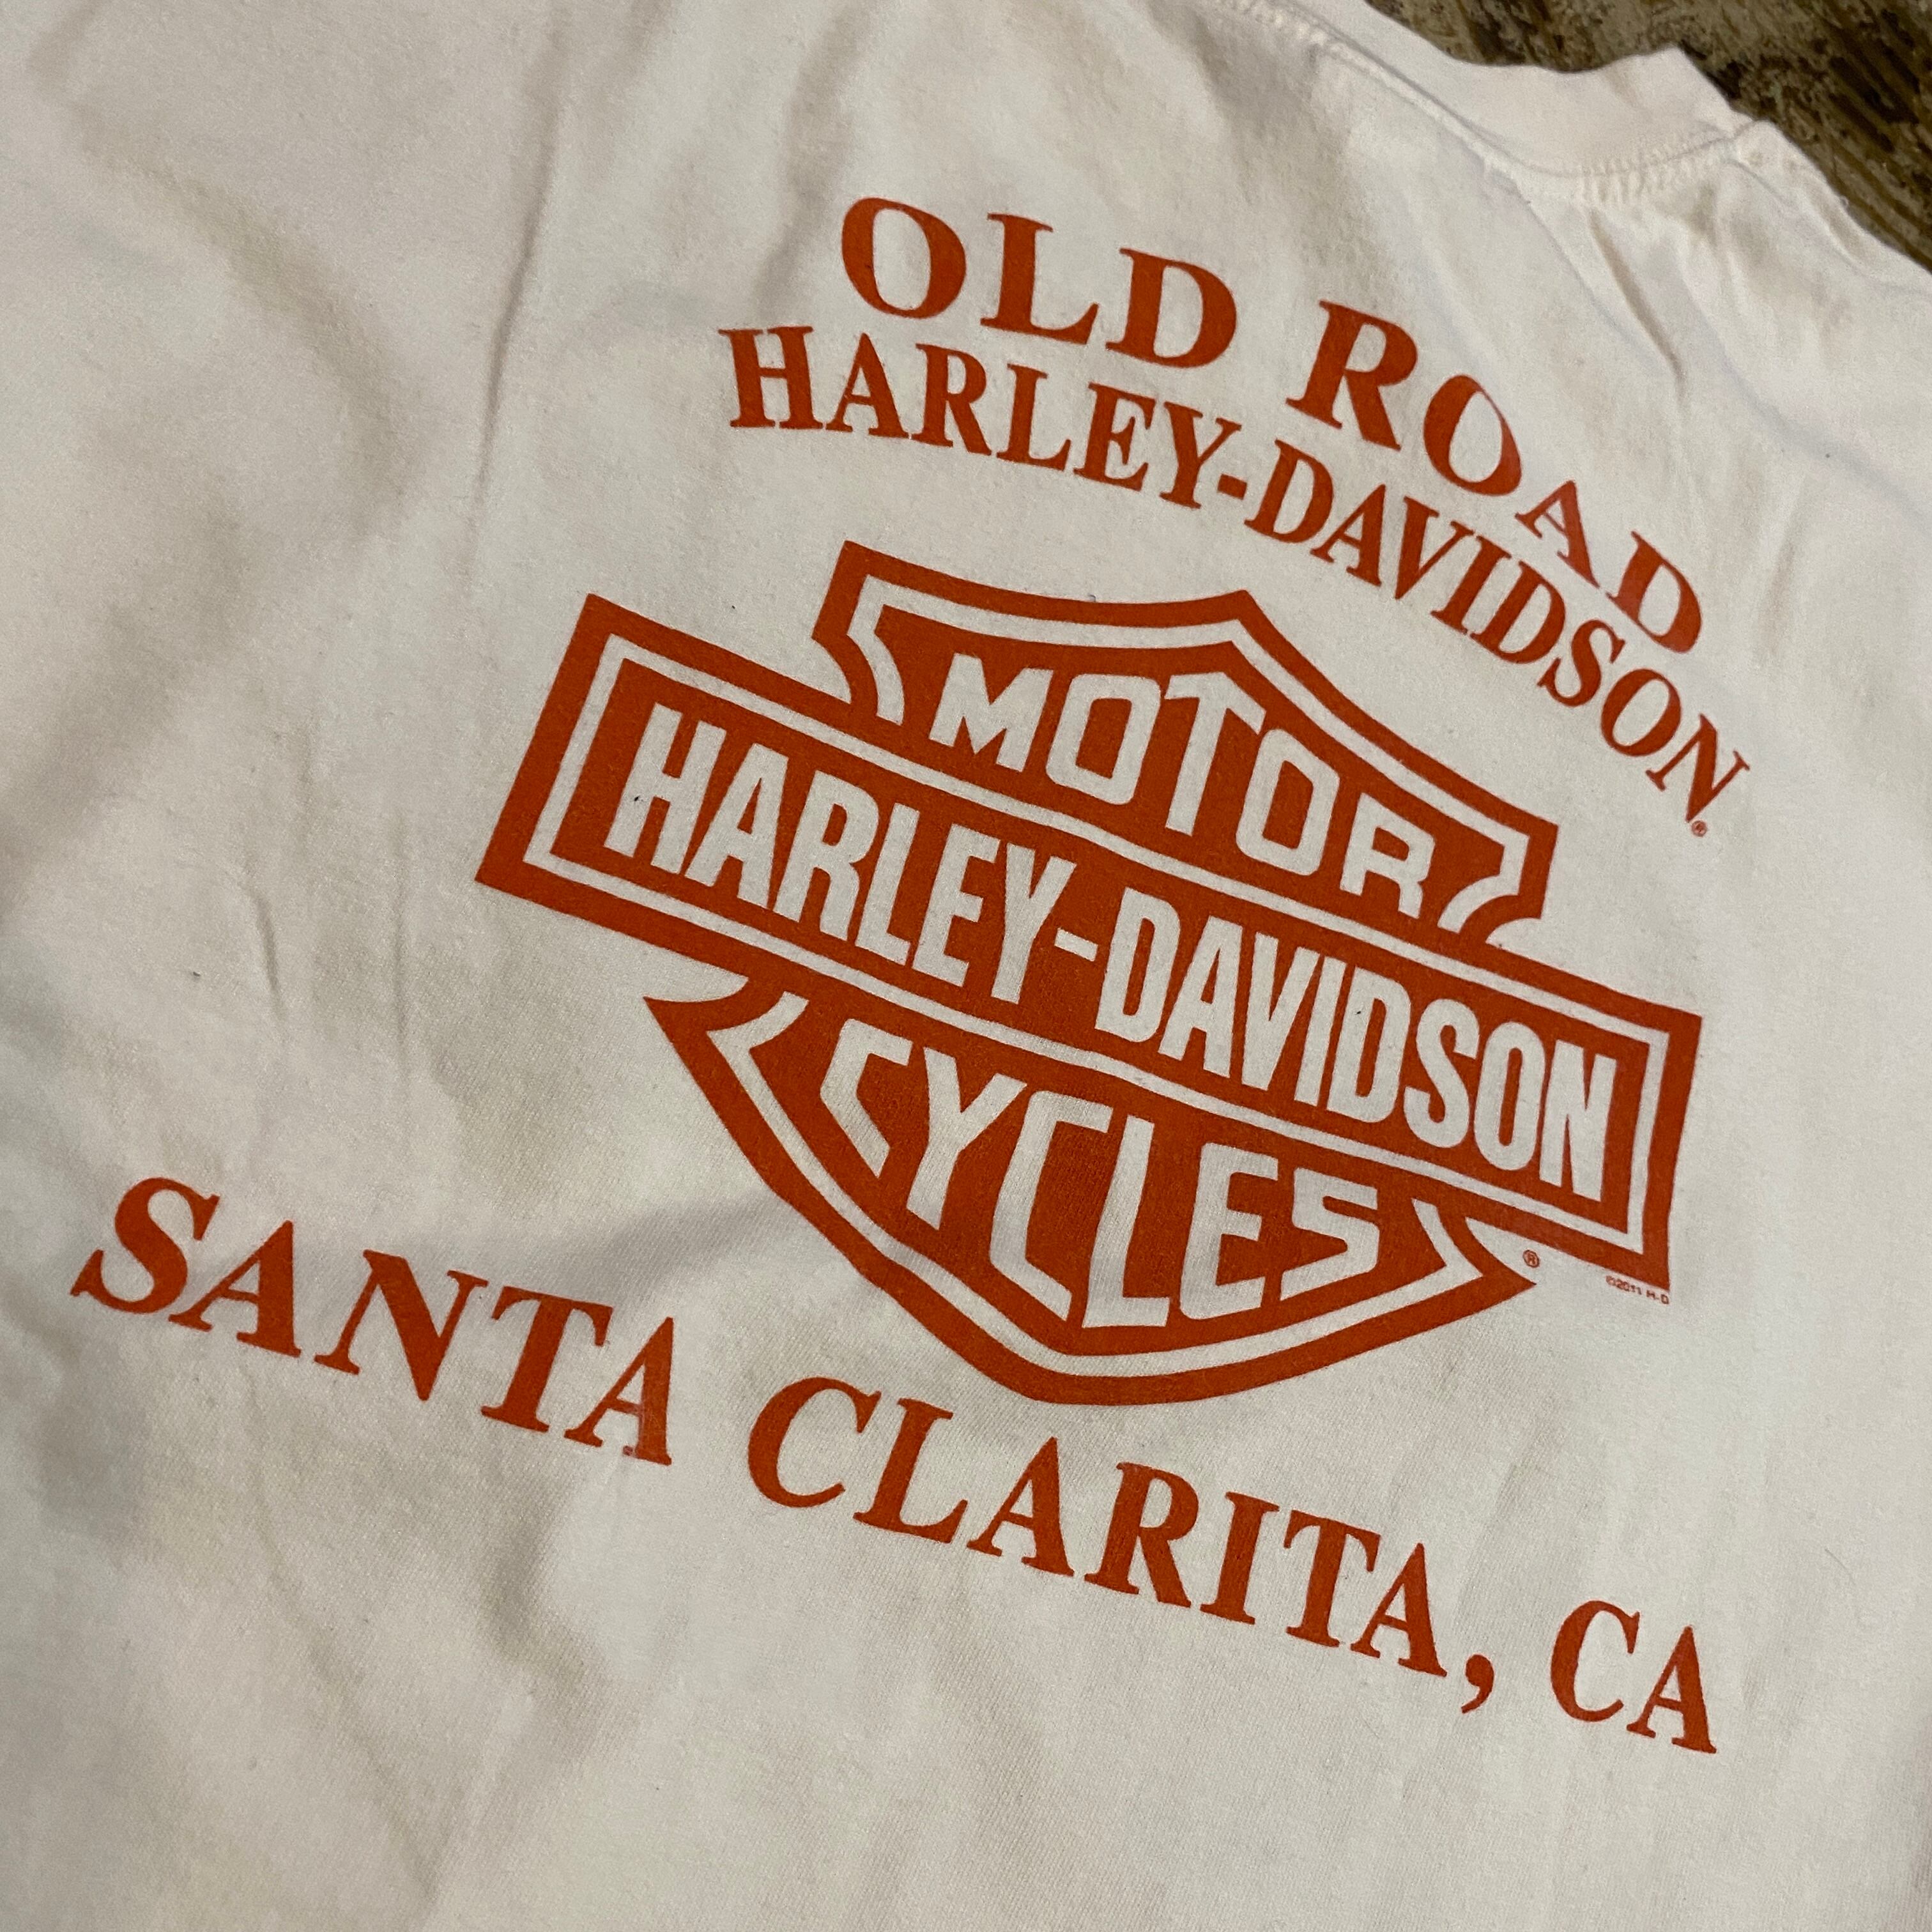 OLD ROAD
HARLEY-DAVIDSON®
MOTOR
HARLEY-DAVIDSON
CYCLES
®
©2011 H-D
SANTA CLARITA, CA